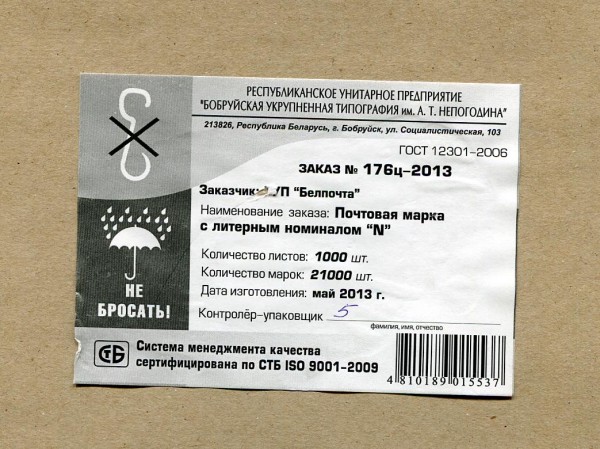 РЕСПУБЛИКАНСКОЕ УНИТАРНОЕ ПРЕДПРИЯТИЕ
"БОБРУЙСКАЯ УКРУПНЕННАЯ ТИПОГРАФИЯ им. А. Т. НЕПОГОДИНА"
213826, Республика Беларусь, г. Бобруйск, ул. Социалистическая, 103
ГОСТ 12301-2006
ЗАКАЗ № 176ц-2013
Заказчик: /П "Белпочта"
Наименование заказа: Почтовая марка
с литерным номиналом "N"
Количество листов: 1000 шт.
Количество марок: 21000 шт.
Дата изготовления: май 2013 г.
Контролёр-упаковщик 5
фамилия, имя, отчество
НЕ
БРОСАТЬ!
СТБ
Система менеджмента качества
сертифицирована по СТБ ISO 9001-2009
4 810189 015537